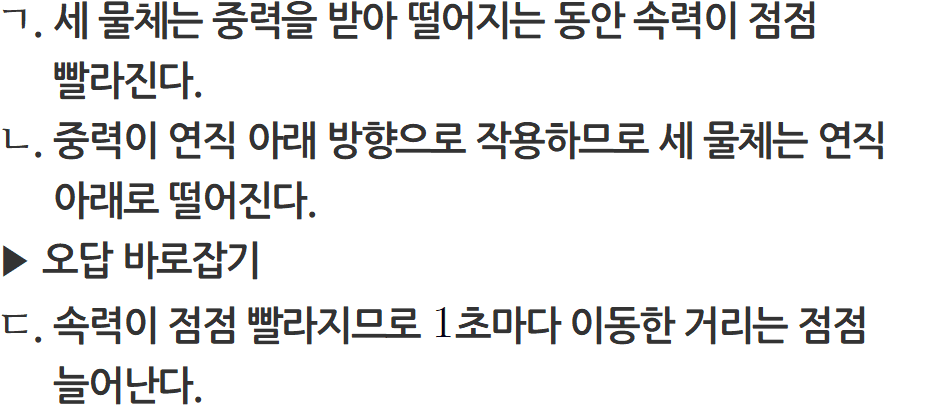 ㄱ. 세 물체는 중력을 받아 떨어지는 동안 속력이 점점
빨라진다.
ㄴ. 중력이 연직 아래 방향으로 작용하므로 세 물체는 연직
아래로 떨어진다.
▶ 오답 바로잡기
ㄷ. 속력이 점점 빨라지므로 1초마다 이동한 거리는 점점
늘어난다.